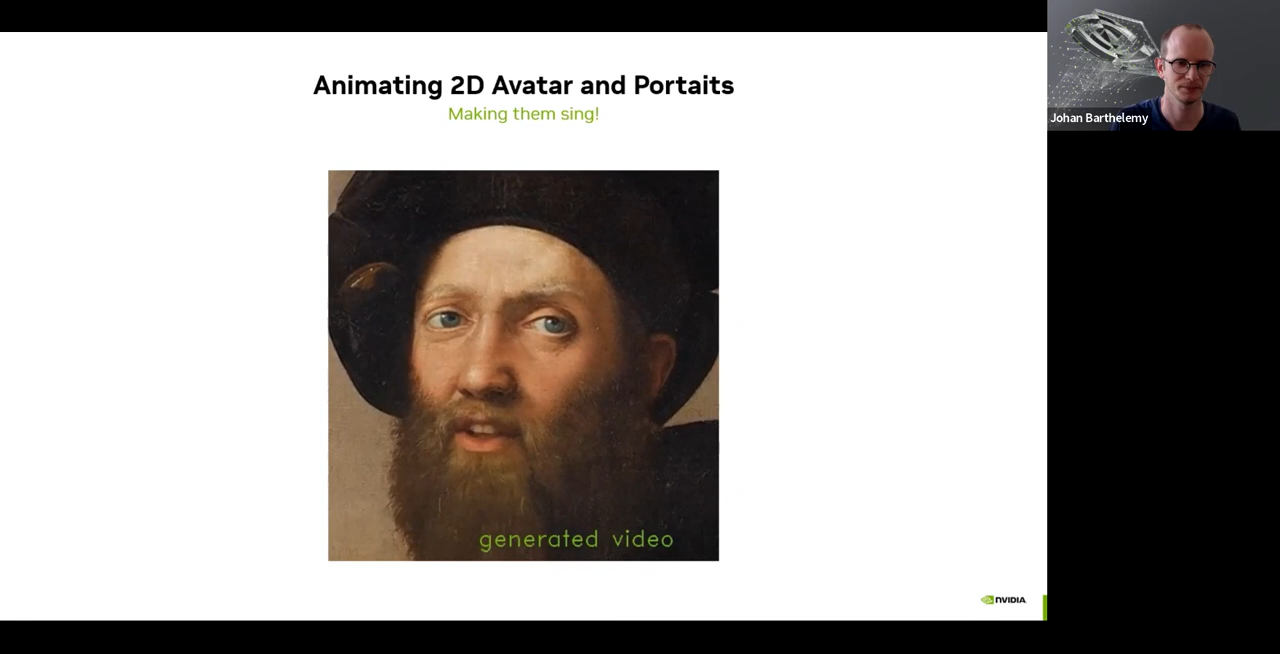 Animating 2D Avatar and Portaits
Making them sing!
Johan Barthelemy
generated video
NVIDIA